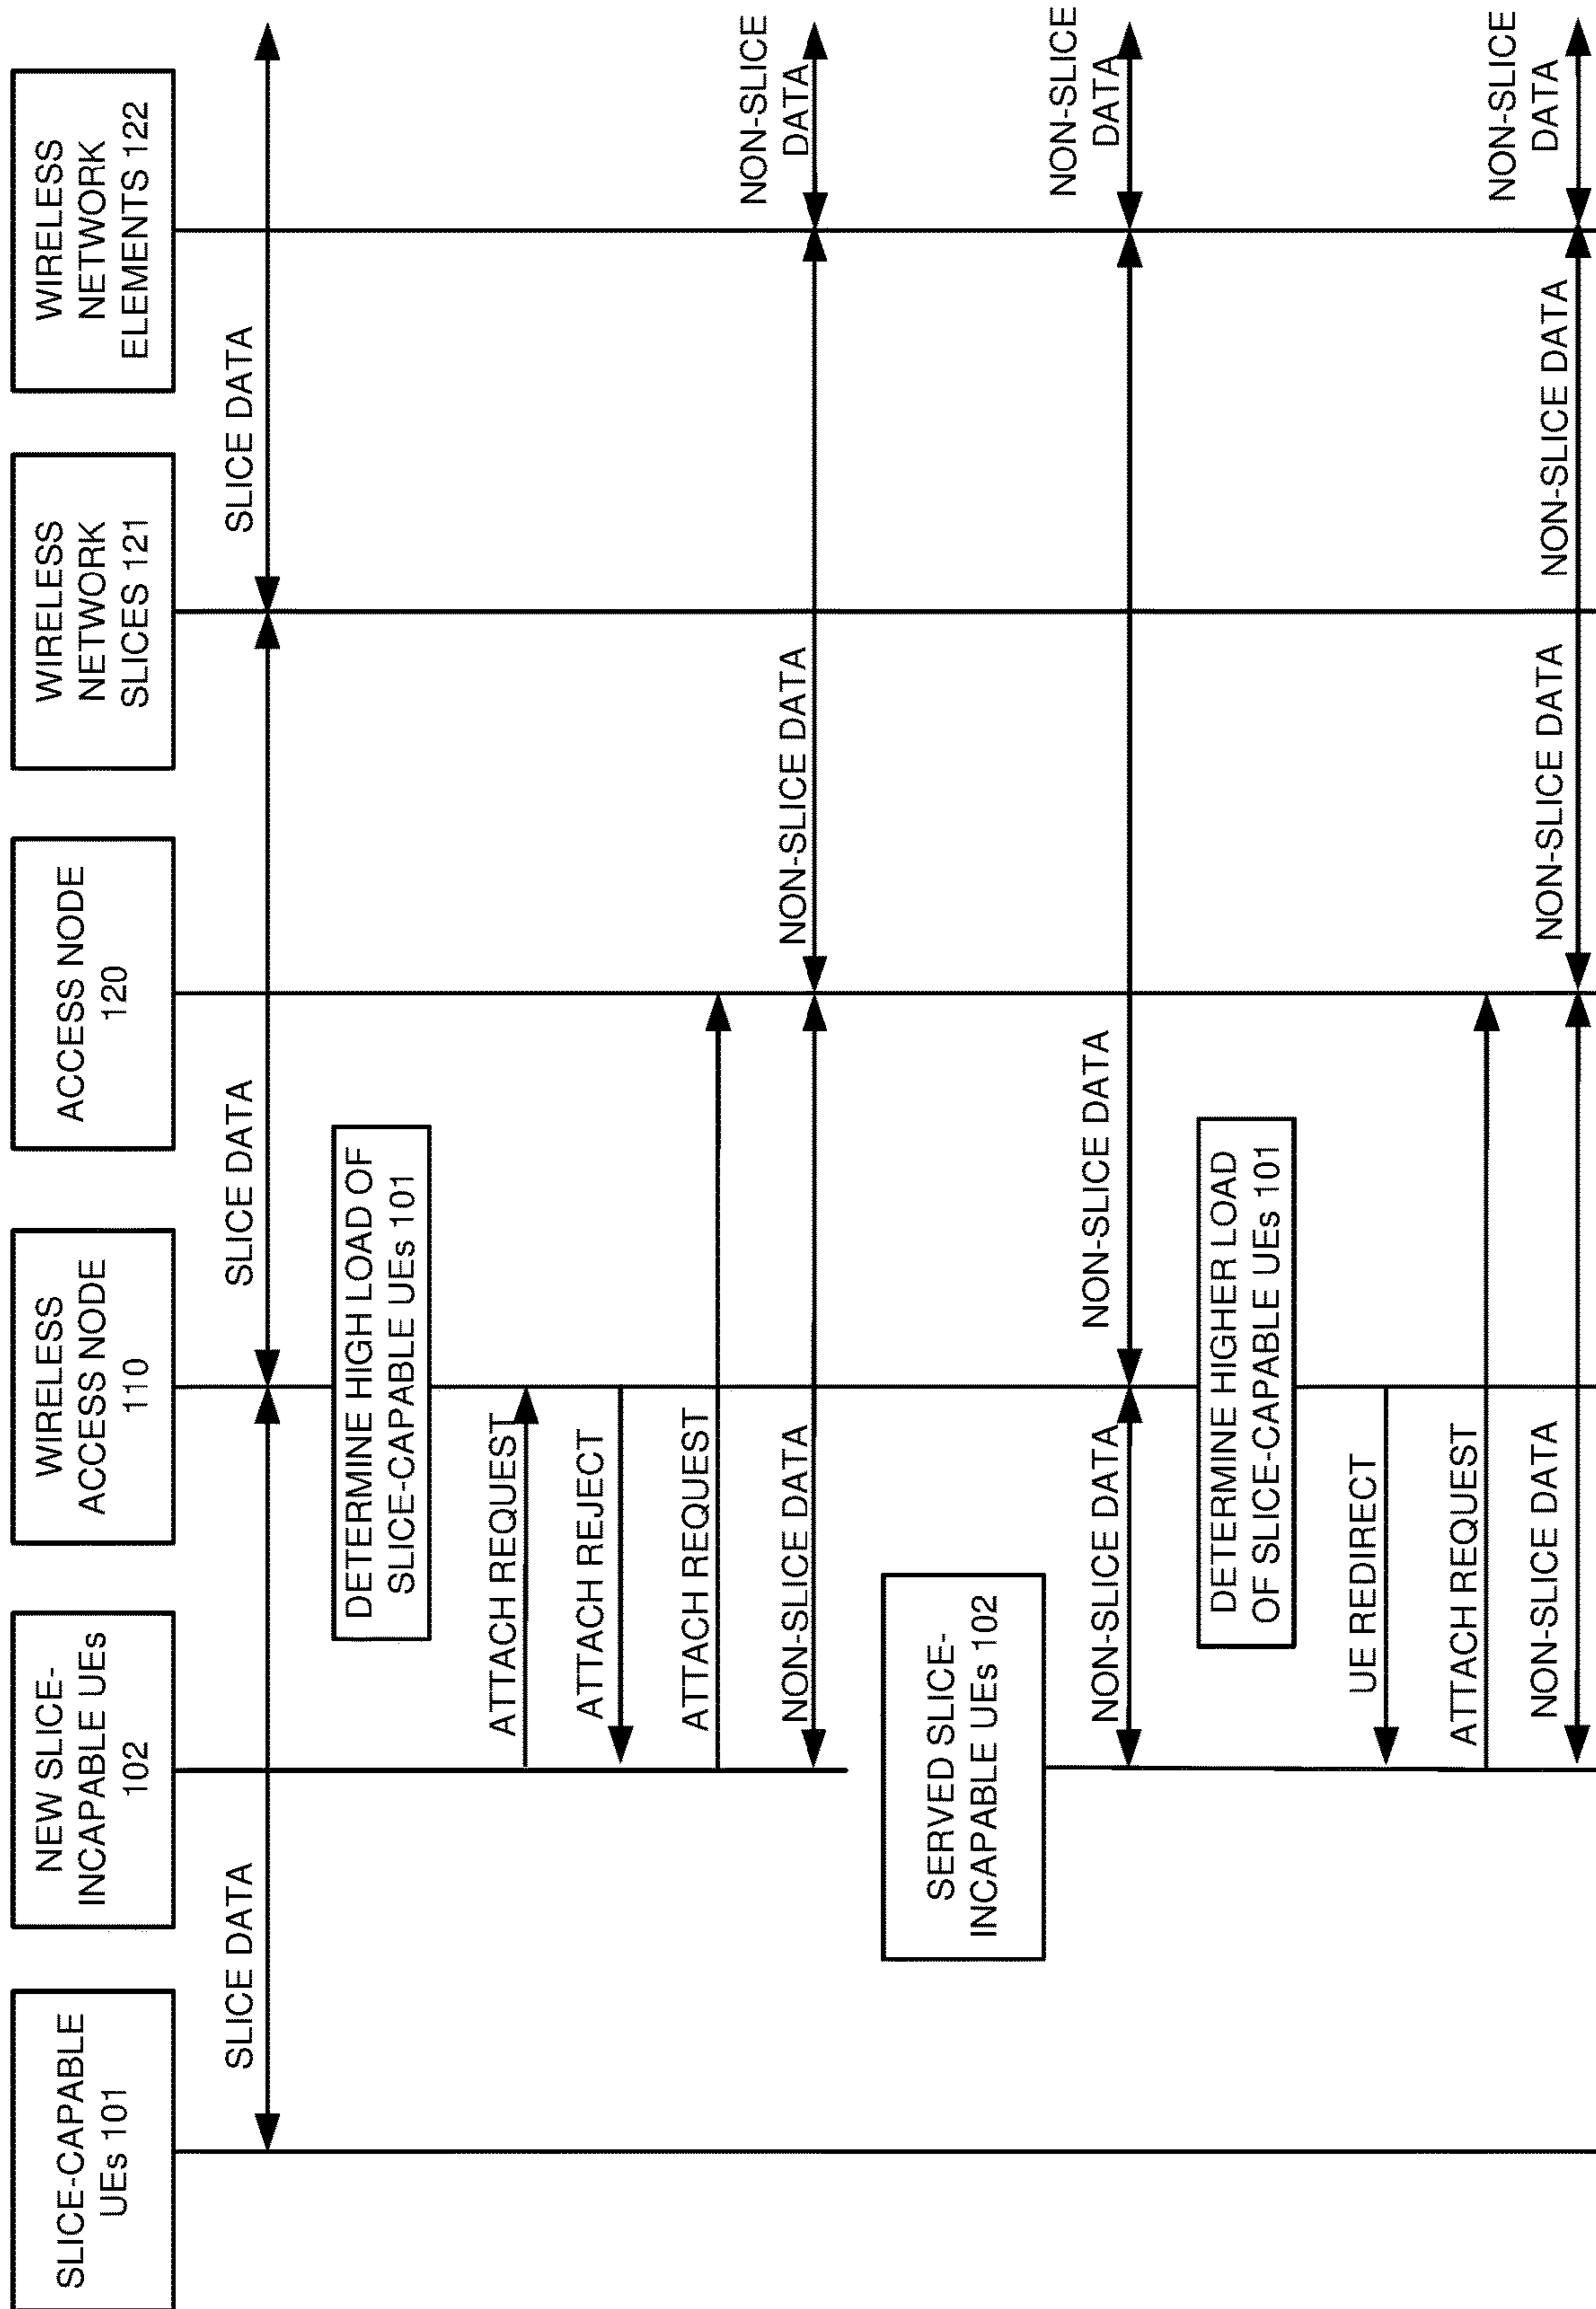 SLICE-CAPABLE
UEs 101
NEW SLICE-
INCAPABLE UEs
102
WIRELESS
ACCESS NODE
110
ACCESS NODE
120
WIRELESS
NETWORK
SLICES 121
WIRELESS
NETWORK
ELEMENTS 122
SLICE DATA
SLICE DATA
SLICE DATA
DETERMINE HIGH LOAD OF
SLICE-CAPABLE UEs 101
ATTACH REQUEST
ATTACH REJECT
ATTACH REQUEST
NON-SLICE DATA
NON-SLICE DATA
NON-SLICE
DATA
SERVED SLICE-
INCAPABLE UEs 102
NON-SLICE DATA
NON-SLICE DATA
NON-SLICE
DATA
DETERMINE HIGHER LOAD
OF SLICE-CAPABLE UEs 101
UE REDIRECT
ATTACH REQUEST
NON-SLICE DATA
NON-SLICE DATA
NON-SLICE DATA
NON-SLICE
DATA